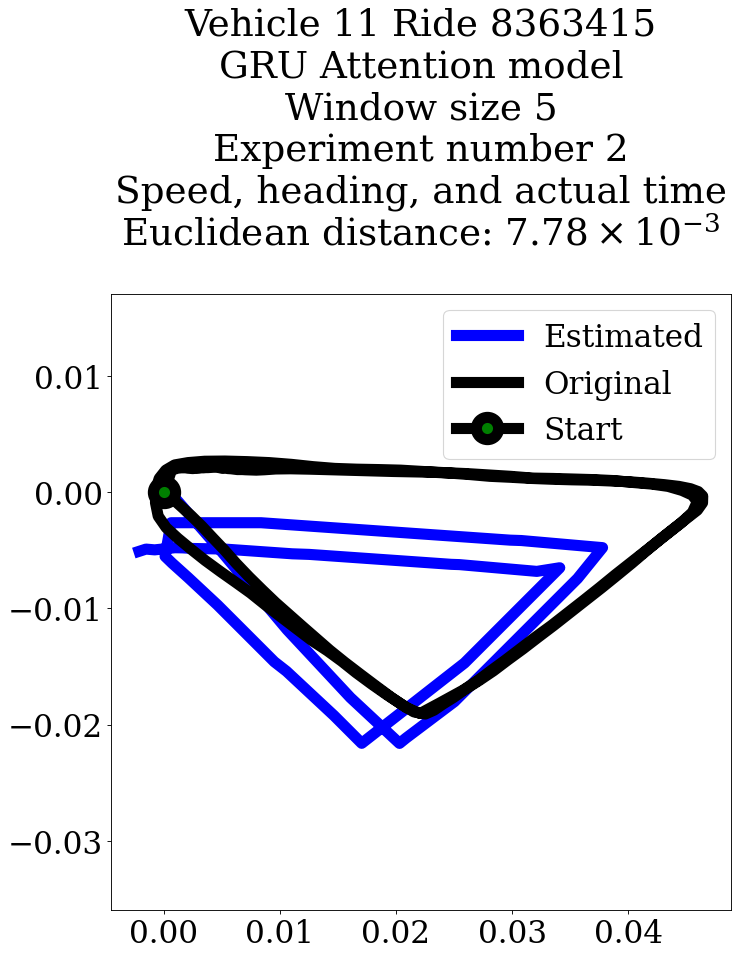 Vehicle 11 Ride 8363415
GRU Attention model
Window size 5
Experiment number 2
Speed, heading, and actual time
Euclidean distance: 7.78 × 10⁻³
Estimated
Original
Start
0.01
0.00
−0.01
−0.02
−0.03
0.00 0.01 0.02 0.03 0.04